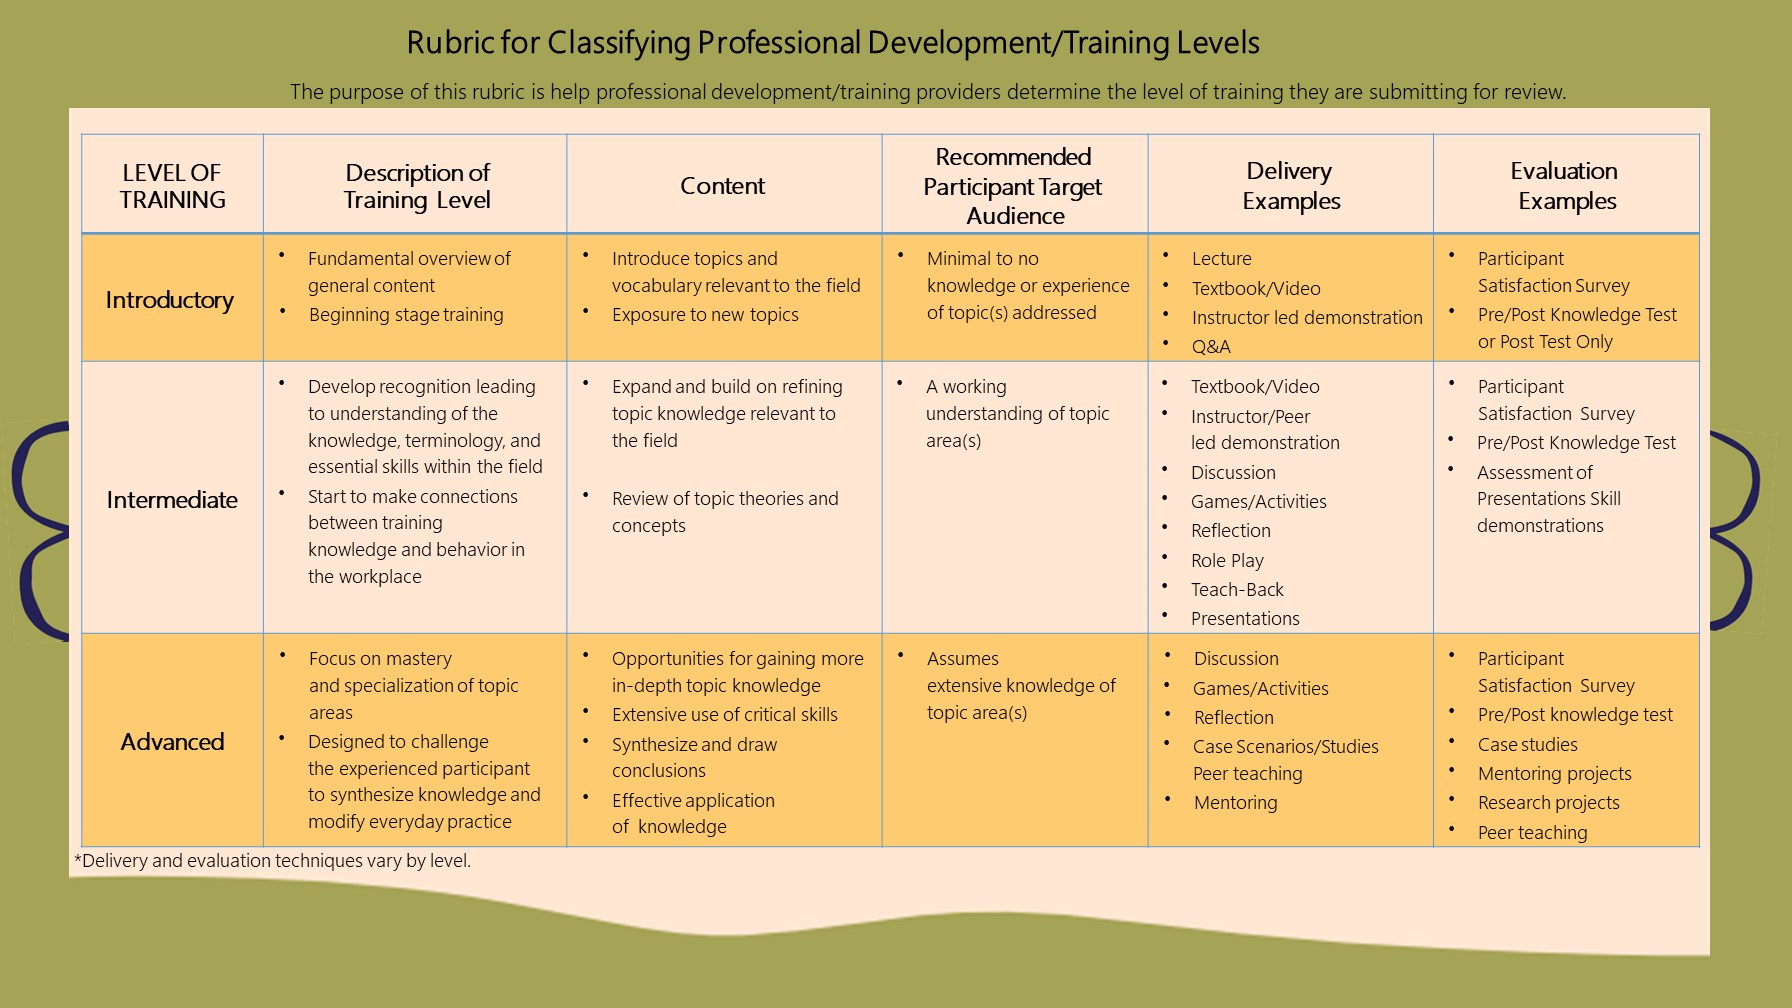 Rubric for Classifying Professional Development/Training Levels
The purpose of this rubric is help professional development/training providers determine the level of training they are submitting for review.
LEVEL OF
TRAINING
Description of
Training Level
Content
Recommended
Participant Target
Audience
Delivery
Examples
Evaluation
Examples
Introductory
• Fundamental overview of
general content
• Beginning stage training
• Introduce topics and
vocabulary relevant to the field
• Exposure to new topics
• Minimal to no
knowledge or experience
of topic(s) addressed
• Lecture
• Textbook/Video
• Instructor led demonstration
• Q&A
• Participant
Satisfaction Survey
• Pre/Post Knowledge Test
or Post Test Only
Intermediate
• Develop recognition leading
to understanding of the
knowledge, terminology, and
essential skills within the field
• Start to make connections
between training
knowledge and behavior in
the workplace
• Expand and build on refining
topic knowledge relevant to
the field
• Review of topic theories and
concepts
• A working
understanding of topic
area(s)
• Textbook/Video
• Instructor/Peer
led demonstration
• Discussion
• Games/Activities
• Reflection
• Role Play
• Teach-Back
• Presentations
• Participant
Satisfaction Survey
• Pre/Post Knowledge Test
• Assessment of
Presentations Skill
demonstrations
Advanced
• Focus on mastery
and specialization of topic
areas
• Designed to challenge
the experienced participant
to synthesize knowledge and
modify everyday practice
• Opportunities for gaining more
in-depth topic knowledge
• Extensive use of critical skills
• Synthesize and draw
conclusions
• Effective application
of knowledge
• Assumes
extensive knowledge of
topic area(s)
• Discussion
• Games/Activities
• Reflection
• Case Scenarios/Studies
Peer teaching
• Mentoring
• Participant
Satisfaction Survey
• Pre/Post knowledge test
• Case studies
• Mentoring projects
• Research projects
• Peer teaching
*Delivery and evaluation techniques vary by level.